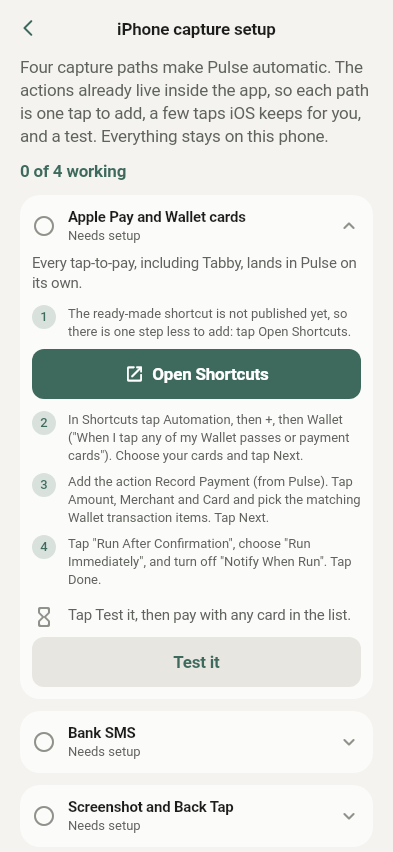 iPhone capture setup
Four capture paths make Pulse automatic. The
actions already live inside the app, so each path
is one tap to add, a few taps iOS keeps for you,
and a test. Everything stays on this phone.
0 of 4 working
Apple Pay and Wallet cards
Needs setup
Every tap-to-pay, including Tabby, lands in Pulse on
its own.
1 The ready-made shortcut is not published yet, so
there is one step less to add: tap Open Shortcuts.
Open Shortcuts
2 In Shortcuts tap Automation, then +, then Wallet
("When I tap any of my Wallet passes or payment
cards"). Choose your cards and tap Next.
3 Add the action Record Payment (from Pulse). Tap
Amount, Merchant and Card and pick the matching
Wallet transaction items. Tap Next.
4 Tap "Run After Confirmation", choose "Run
Immediately", and turn off "Notify When Run". Tap
Done.
Tap Test it, then pay with any card in the list.
Test it
Bank SMS
Needs setup
Screenshot and Back Tap
Needs setup